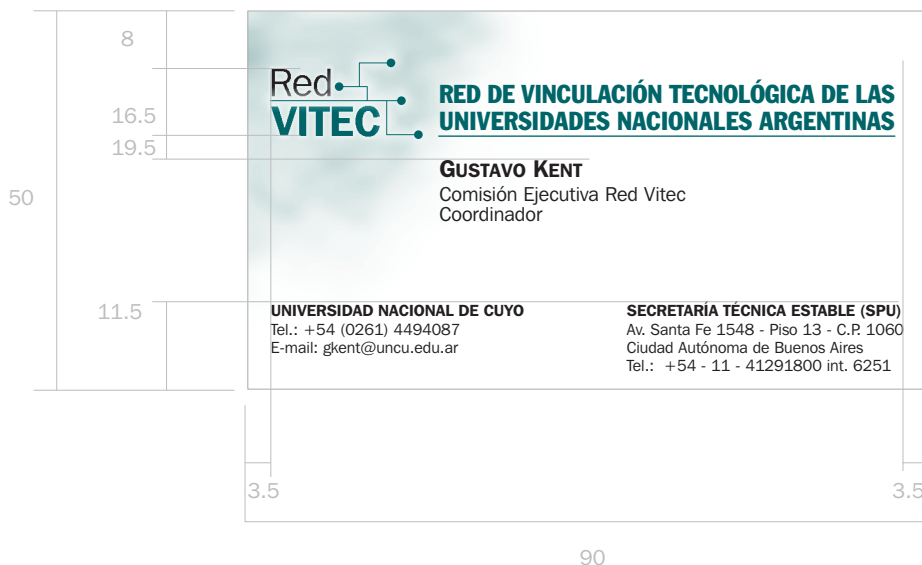 8
16.5
19.5
50
11.5
Red
VITEC
RED DE VINCULACIÓN TECNOLÓGICA DE LAS
UNIVERSIDADES NACIONALES ARGENTINAS
GUSTAVO KENT
Comisión Ejecutiva Red Vitec
Coordinador
UNIVERSIDAD NACIONAL DE CUYO
Tel.: +54 (0261) 4494087
E-mail: gkent@uncu.edu.ar
SECRETARÍA TÉCNICA ESTABLE (SPU)
Av. Santa Fe 1548 - Piso 13 - C.P. 1060
Ciudad Autónoma de Buenos Aires
Tel.: +54 - 11 - 41291800 int. 6251
3.5
3.5
90